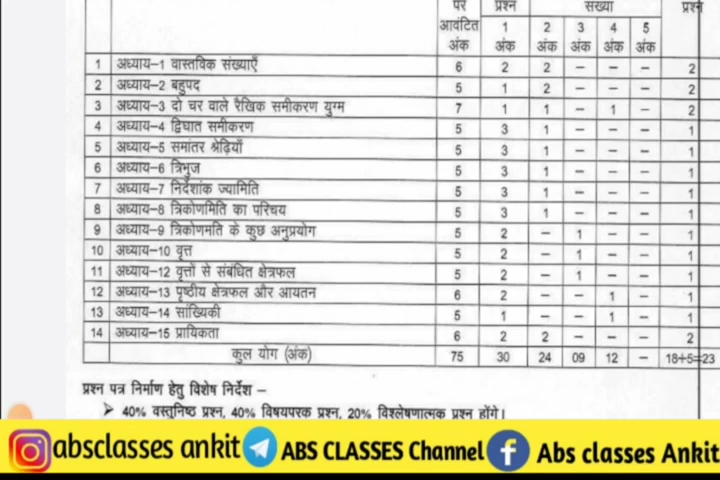 पर प्रश्न संख्या प्रश्न
आवंटित 1 2 3 4 5
अंक अंक अंक अंक अंक अंक
1 अध्याय–1 वास्तविक संख्याएँ 6 2 2 – – – 2
2 अध्याय–2 बहुपद 5 1 2 – – – 2
3 अध्याय–3 दो चर वाले रैखिक समीकरण युग्म 7 1 1 – 1 – 2
4 अध्याय–4 द्विघात समीकरण 5 3 1 – – – 1
5 अध्याय–5 समांतर श्रेढ़ियाँ 5 3 1 – – – 1
6 अध्याय–6 त्रिभुज 5 3 1 – – – 1
7 अध्याय–7 निर्देशांक ज्यामिति 5 3 1 – – – 1
8 अध्याय–8 त्रिकोणमिति का परिचय 5 3 1 – – – 1
9 अध्याय–9 त्रिकोणमति के कुछ अनुप्रयोग 5 2 – 1 – – 1
10 अध्याय–10 वृत्त 5 2 – 1 – – 1
11 अध्याय–12 वृत्तों से संबंधित क्षेत्रफल 5 2 – 1 – – 1
12 अध्याय–13 पृष्ठीय क्षेत्रफल और आयतन 6 2 – – 1 – 1
13 अध्याय–14 सांख्यिकी 5 1 – – 1 – 1
14 अध्याय–15 प्रायिकता 6 2 2 – – – 2
कुल योग (अंक) 75 30 24 09 12 – 18+5=23
प्रश्न पत्र निर्माण हेतु विशेष निर्देश –
➢ 40% वस्तुनिष्ठ प्रश्न, 40% विषयपरक प्रश्न, 20% विश्लेषणात्मक प्रश्न होंगे।
absclasses ankit ABS CLASSES Channel Abs classes Ankit